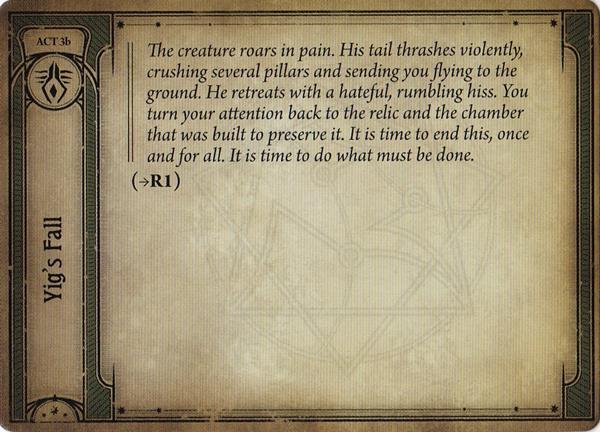 ACT 3b
Yig's Fall
The creature roars in pain. His tail thrashes violently,
crushing several pillars and sending you flying to the
ground. He retreats with a hateful, rumbling hiss. You
turn your attention back to the relic and the chamber
that was built to preserve it. It is time to end this, once
and for all. It is time to do what must be done.
(→R1)